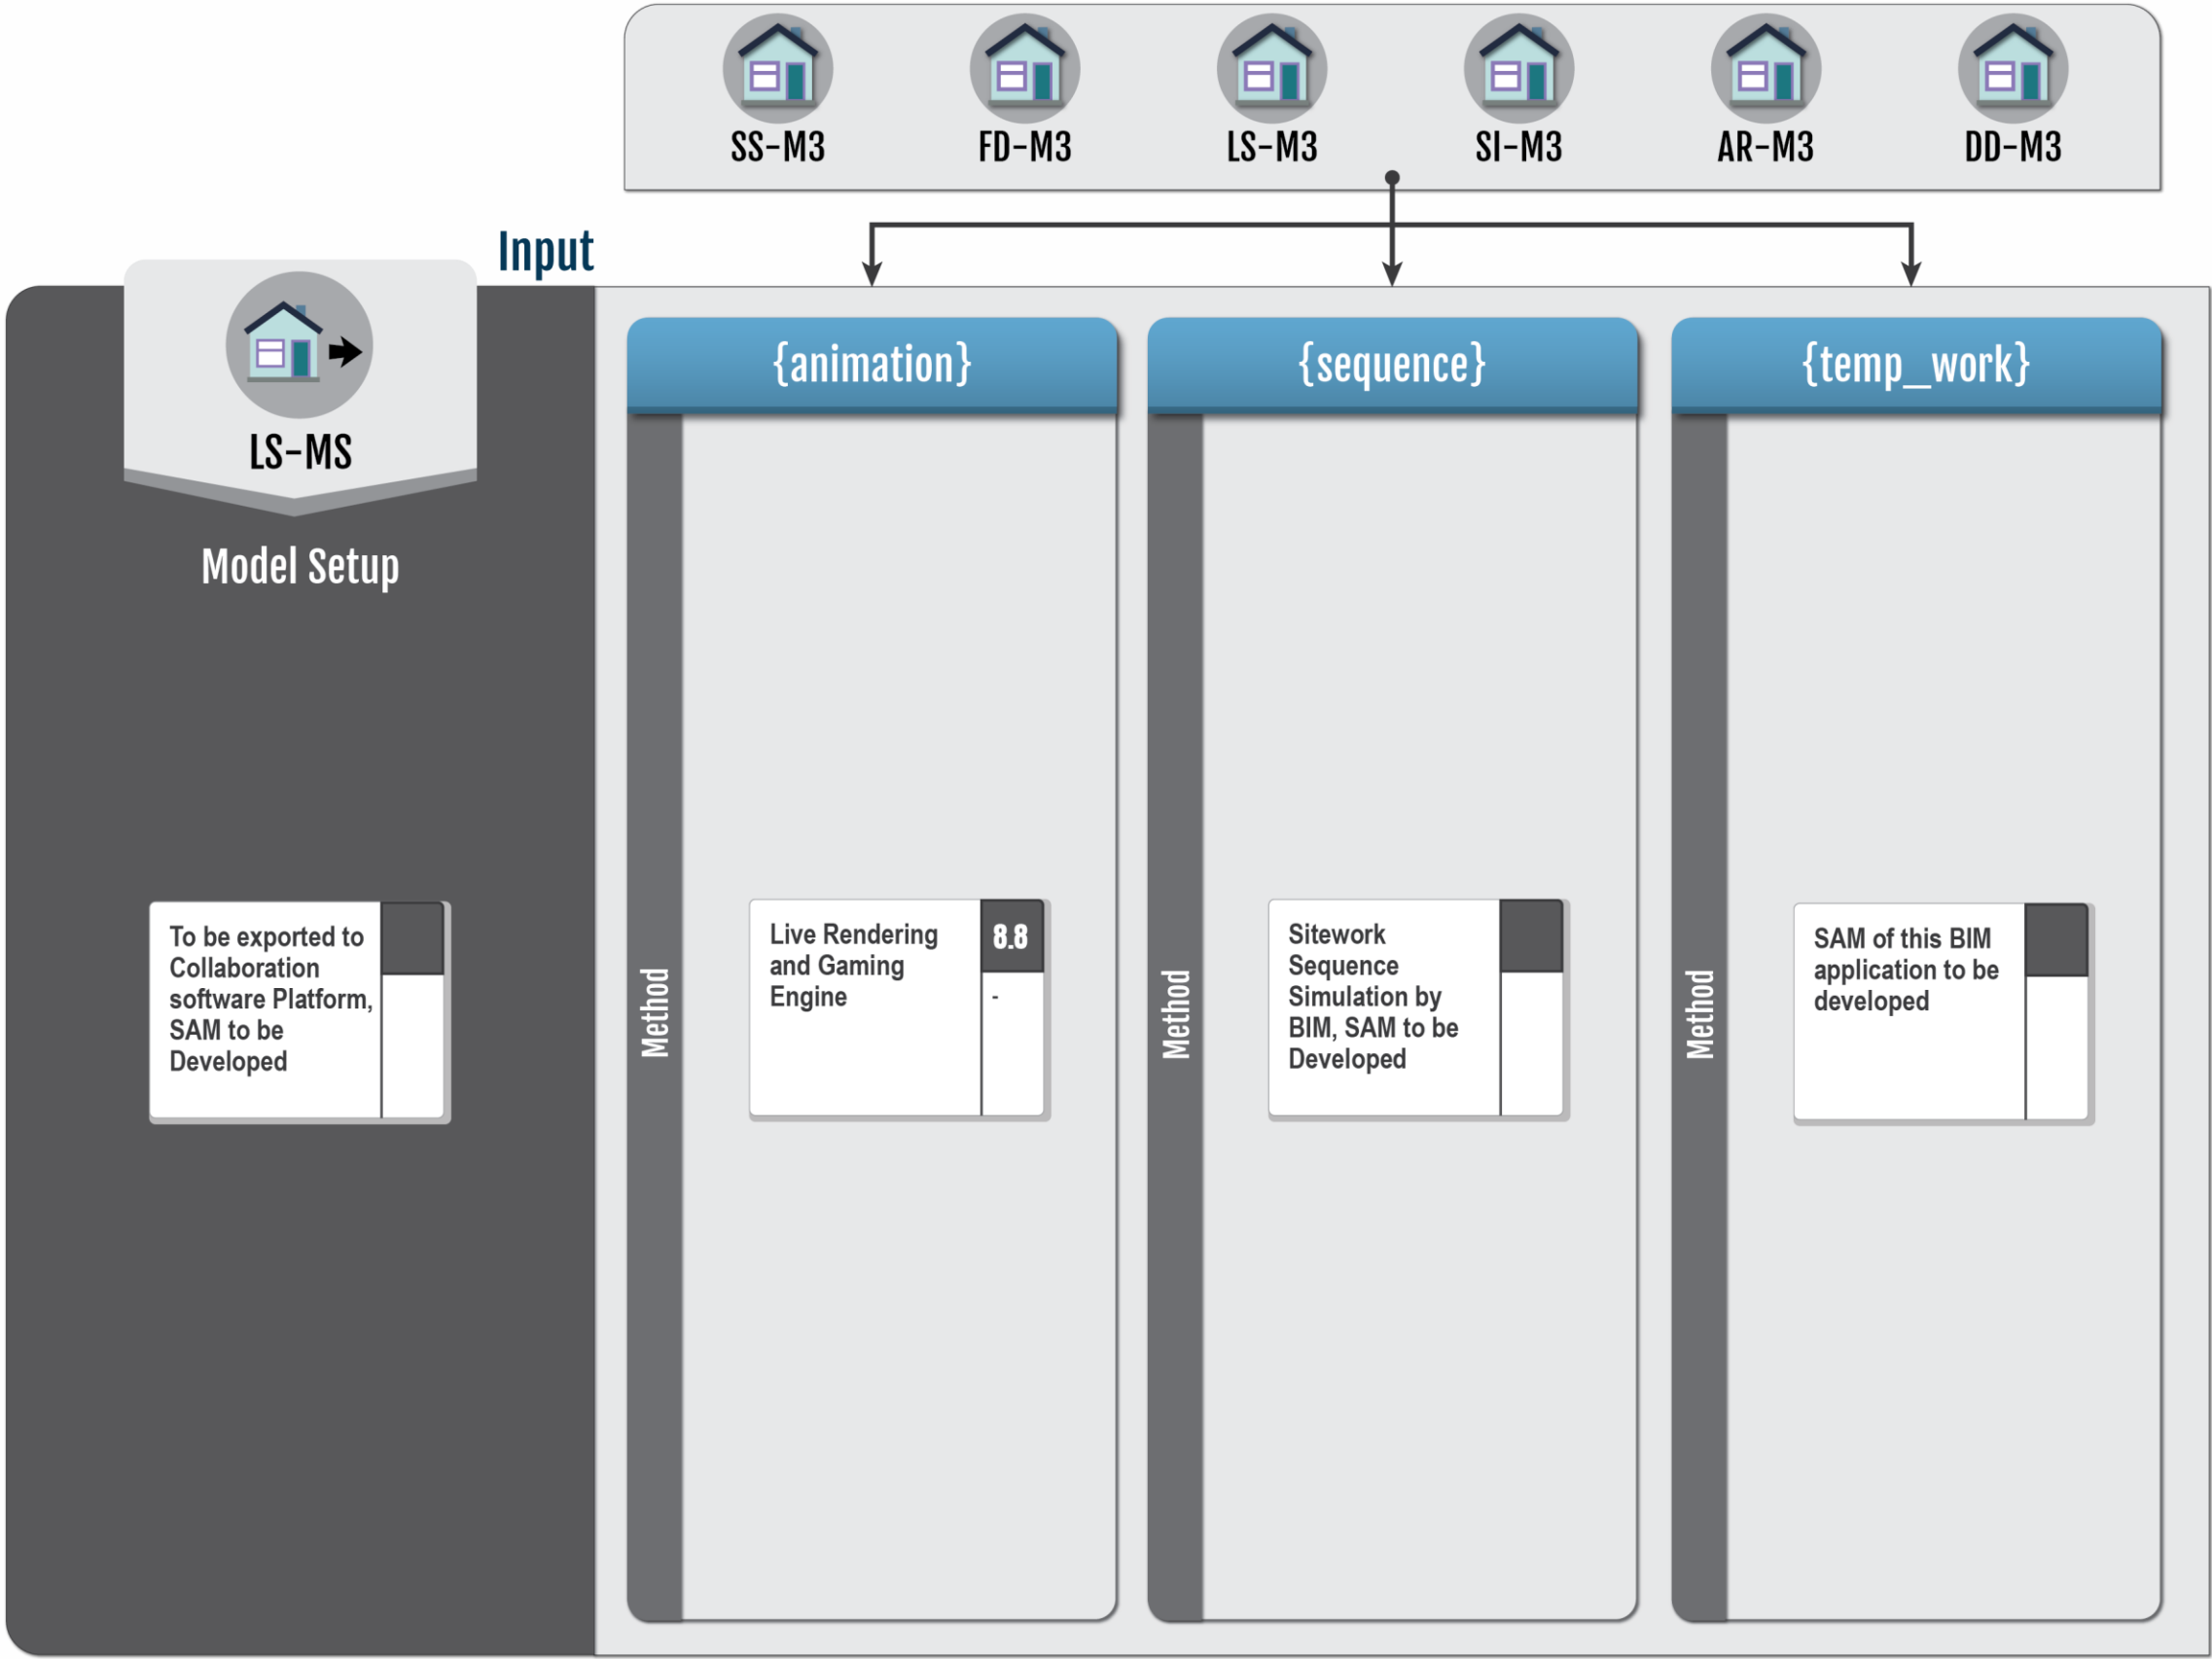 SS-M3
FD-M3
LS-M3
SI-M3
AR-M3
DD-M3
Input
LS-MS
Model Setup
To be exported to
Collaboration
software Platform,
SAM to be
Developed
{animation}
Method
Live Rendering
and Gaming
Engine
8.8
-
{sequence}
Method
Sitework
Sequence
Simulation by
BIM, SAM to be
Developed
{temp_work}
Method
SAM of this BIM
application to be
developed